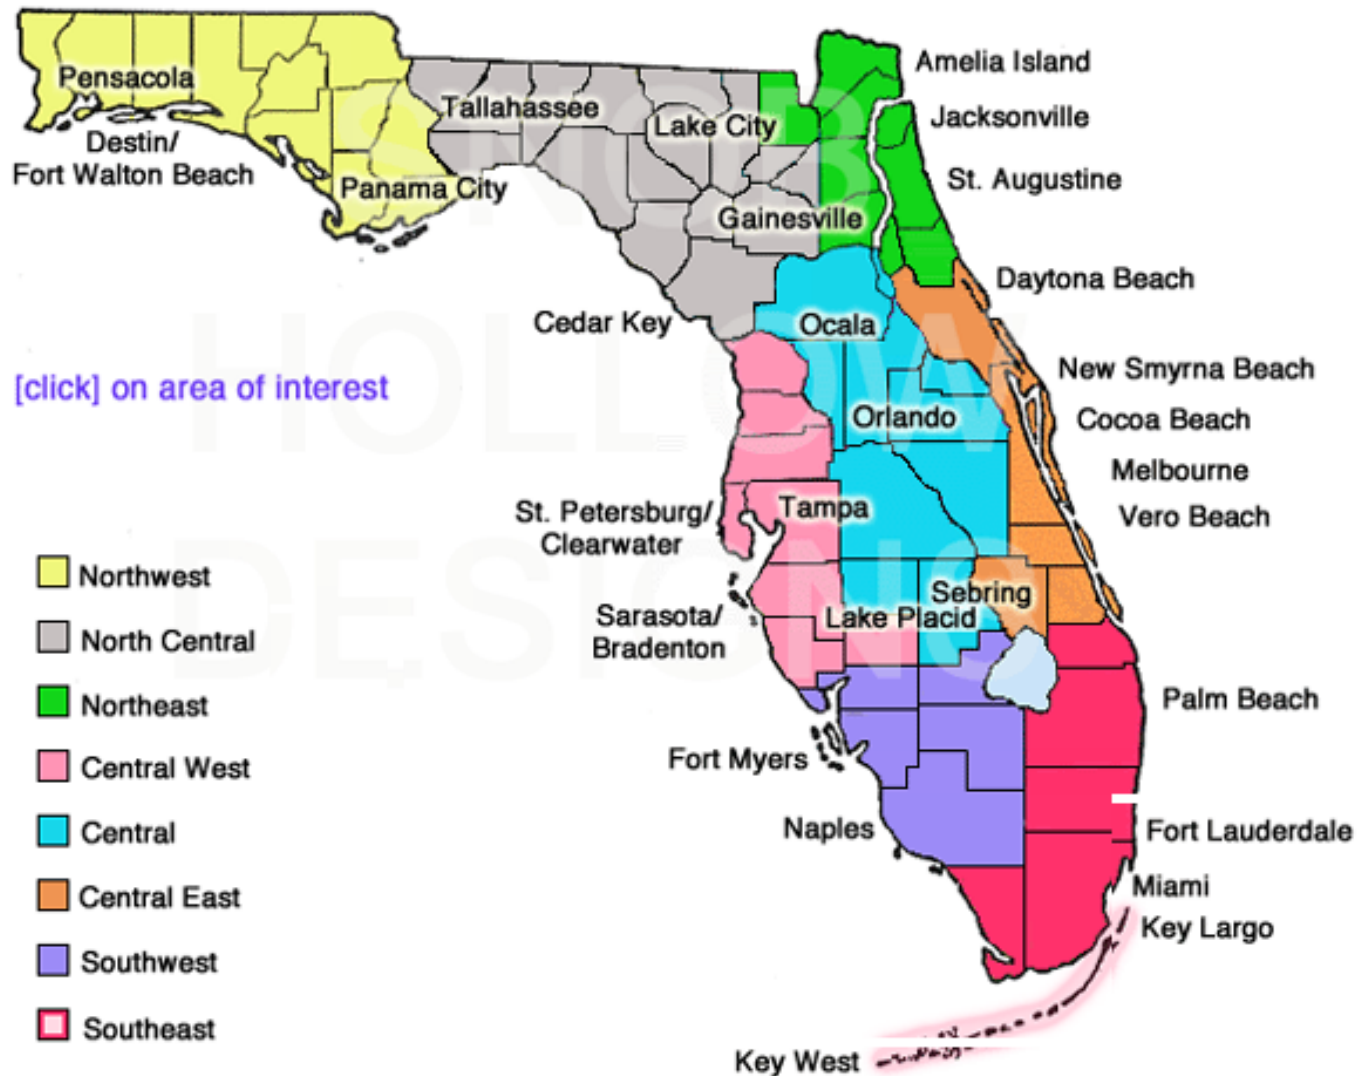 Amelia Island
Pensacola
Tallahassee
Lake City
Jacksonville
Destin/
Fort Walton Beach
Panama City
St. Augustine
Gainesville
Daytona Beach
Cedar Key
Ocala
New Smyrna Beach
[click] on area of interest
Orlando
Cocoa Beach
Melbourne
St. Petersburg/
Clearwater
Tampa
Vero Beach
Northwest
Sebring
Lake Placid
Sarasota/
Bradenton
North Central
Northeast
Palm Beach
Central West
Fort Myers
Central
Naples
Fort Lauderdale
Miami
Central East
Key Largo
Southwest
Southeast
Key West
SNOB
HOLLOW
DESIGNS